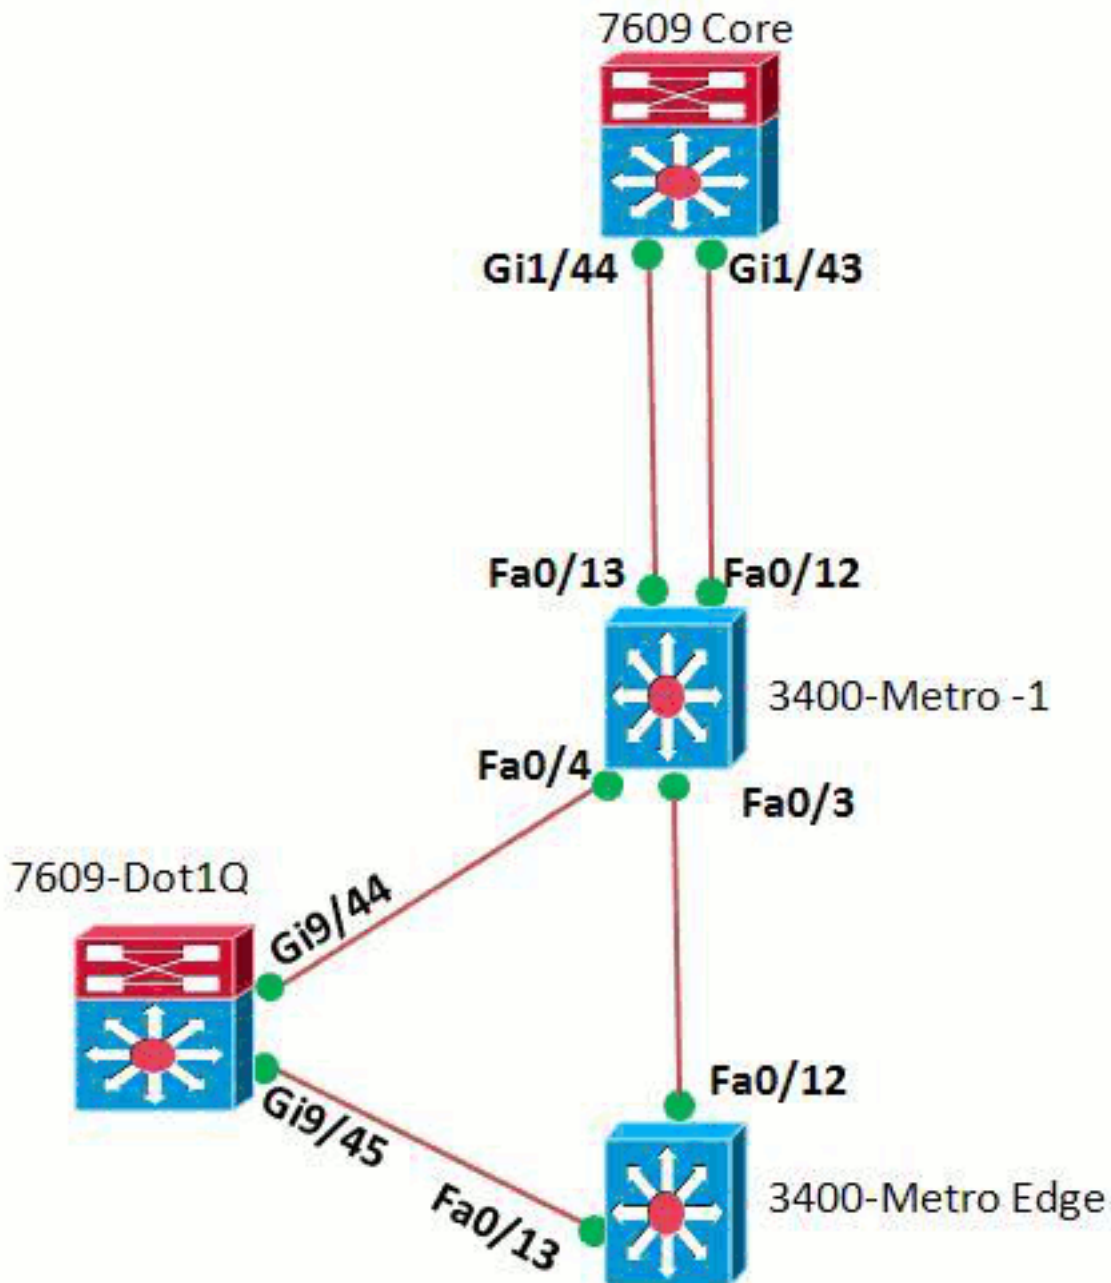 7609 Core
Gi1/44
Gi1/43
Fa0/13
Fa0/12
3400-Metro -1
Fa0/4
Fa0/3
7609-Dot1Q
Gi9/44
Fa0/12
Gi9/45
Fa0/13
3400-Metro Edge